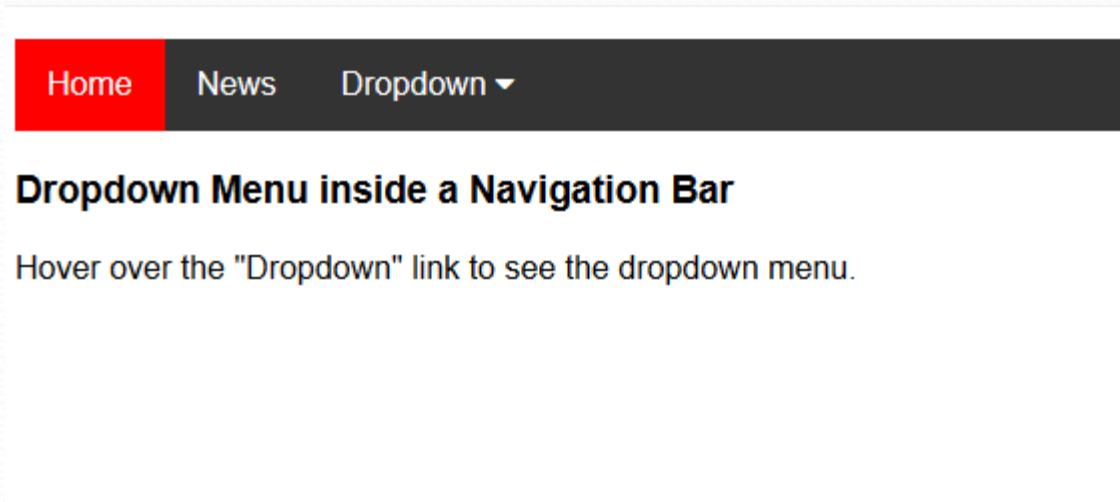 Home News Dropdown
Dropdown Menu inside a Navigation Bar
Hover over the "Dropdown" link to see the dropdown menu.